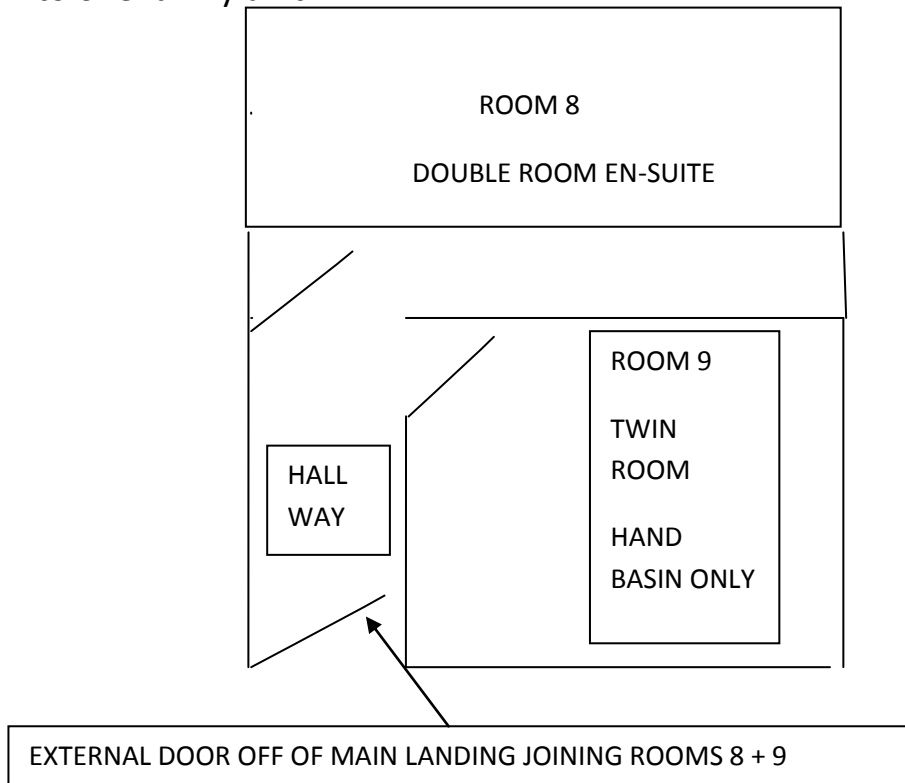 ROOM 8
DOUBLE ROOM EN-SUITE
ROOM 9
TWIN
ROOM
HAND
BASIN ONLY
HALL
WAY
EXTERNAL DOOR OFF OF MAIN LANDING JOINING ROOMS 8 + 9